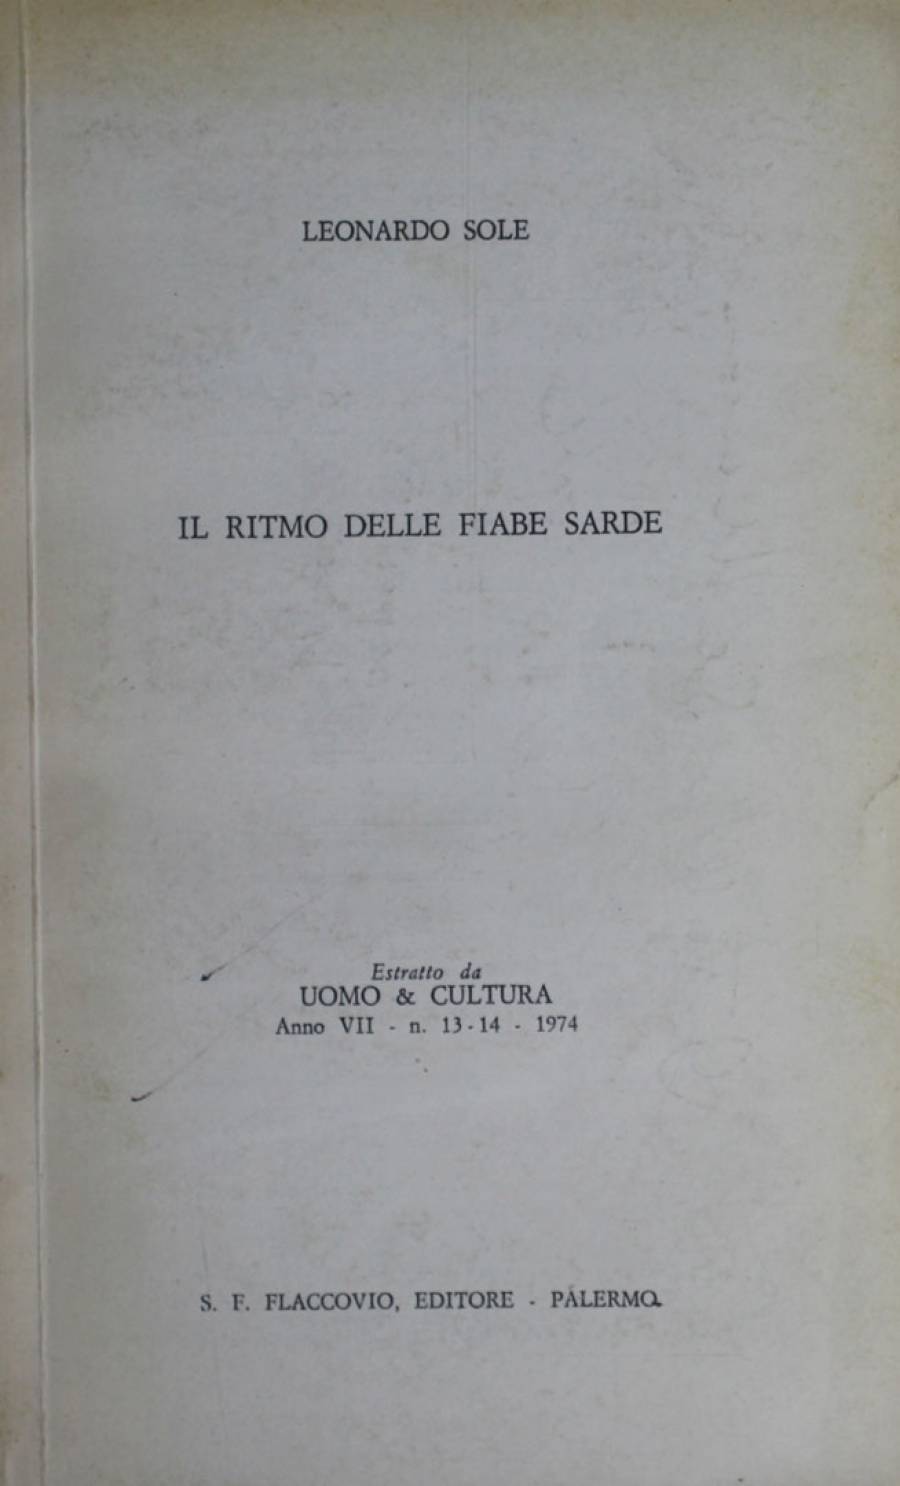 LEONARDO SOLE
IL RITMO DELLE FIABE SARDE
Estratto da
UOMO & CULTURA
Anno VII - n. 13-14 - 1974
S. F. FLACCOVIO, EDITORE - PALERMO